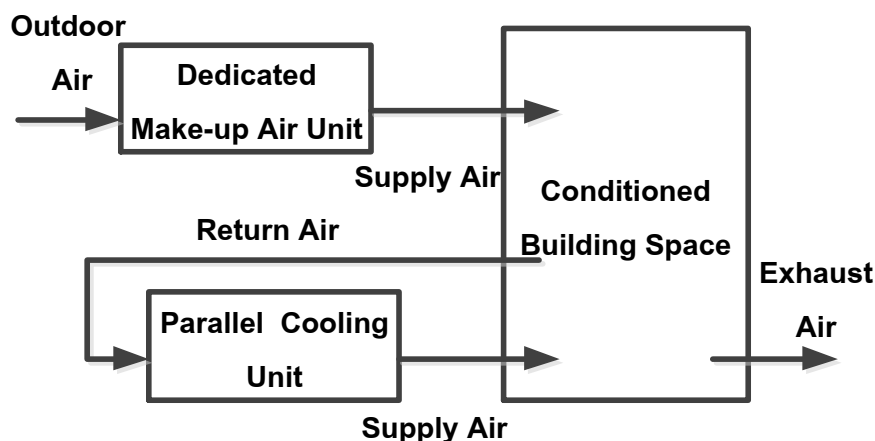 Outdoor
Air
Dedicated
Make-up Air Unit
Supply Air
Conditioned
Building Space
Return Air
Parallel Cooling
Unit
Supply Air
Exhaust
Air